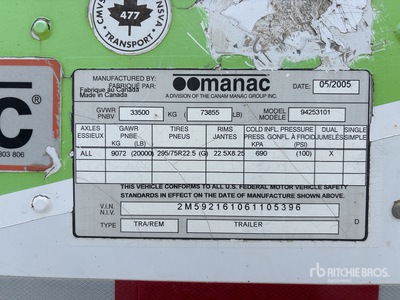 CMVS
477
NSVAC
TRANSPORT
C®
803 806
MANUFACTURED BY:
FABRIQUÉ PAR:
Fabriqué au Canada
Made in Canada
manac
A DIVISION OF THE CANAM MANAC GROUP INC.
DATE: 05/2005
GVWR
PNBV 33500 KG ( 73855 LB) MODEL
MODÈLE 94253101
AXLES
ESSIEUX GAWR
PNBE
KG (LB) TIRES
PNEUS RIMS
JANTES COLD INFL. PRESSURE
PRESS. GONFL. À FROID
KPA (PSI) DUAL
JUMELÉ SINGLE
SIMPLE
ALL 9072 (20000) 295/75R22.5 (G) 22.5X8.25 690 (100) X
THIS VEHICLE CONFORMS TO ALL U.S. FEDERAL MOTOR VEHICLE SAFETY
STANDARDS IN EFFECT ON THE DATE OF MANUFACTURE SHOWN ABOVE.
V.I.N.
N.I.V. 2M592161061105396
TYPE TRA/REM TRAILER D
rb RITCHIE BROS.